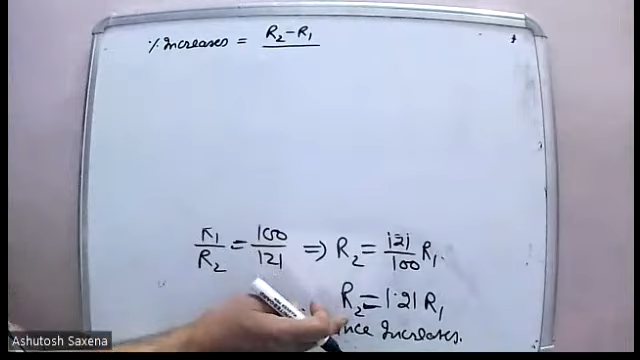 % Increases = R₂-R₁
R₁/R₂ = 100/121 ⇒ R₂ = 121/100 R₁.
R₂ = 1.21 R₁
Increases.
Ashutosh Saxena